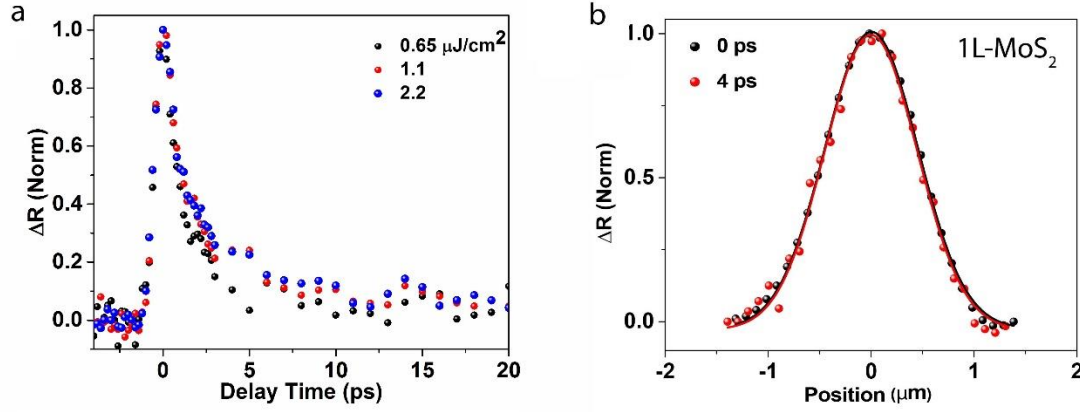 a
ΔR (Norm)
1.0
0.8
0.6
0.4
0.2
0.0
0.65 μJ/cm²
1.1
2.2
0
5
10
15
20
Delay Time (ps)
b
ΔR (Norm)
1.0
0.5
0.0
0 ps
4 ps
1L-MoS₂
-2
-1
0
1
2
Position (μm)